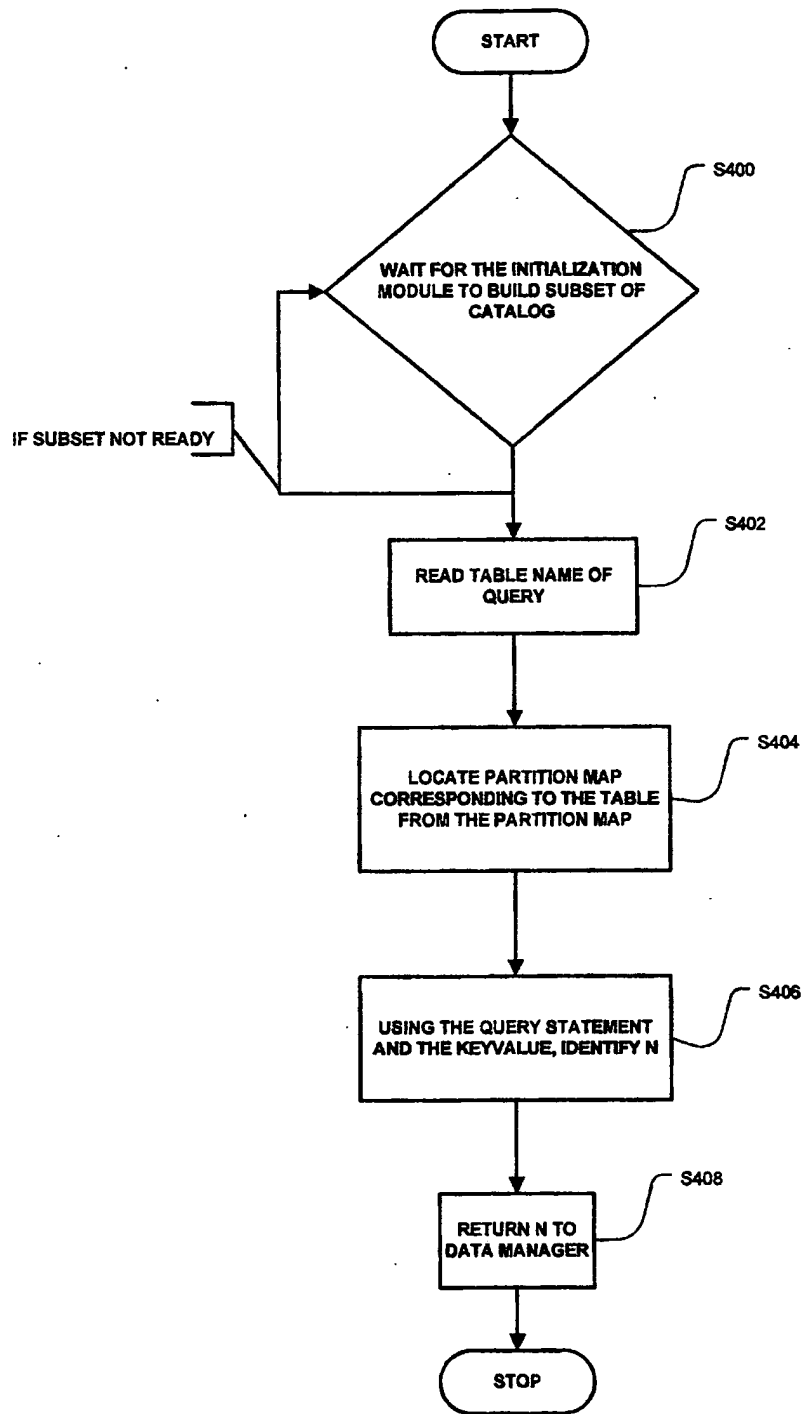 START
S400
WAIT FOR THE INITIALIZATION
MODULE TO BUILD SUBSET OF
CATALOG
IF SUBSET NOT READY
S402
READ TABLE NAME OF
QUERY
S404
LOCATE PARTITION MAP
CORRESPONDING TO THE TABLE
FROM THE PARTITION MAP
S406
USING THE QUERY STATEMENT
AND THE KEYVALUE, IDENTIFY N
S408
RETURN N TO
DATA MANAGER
STOP